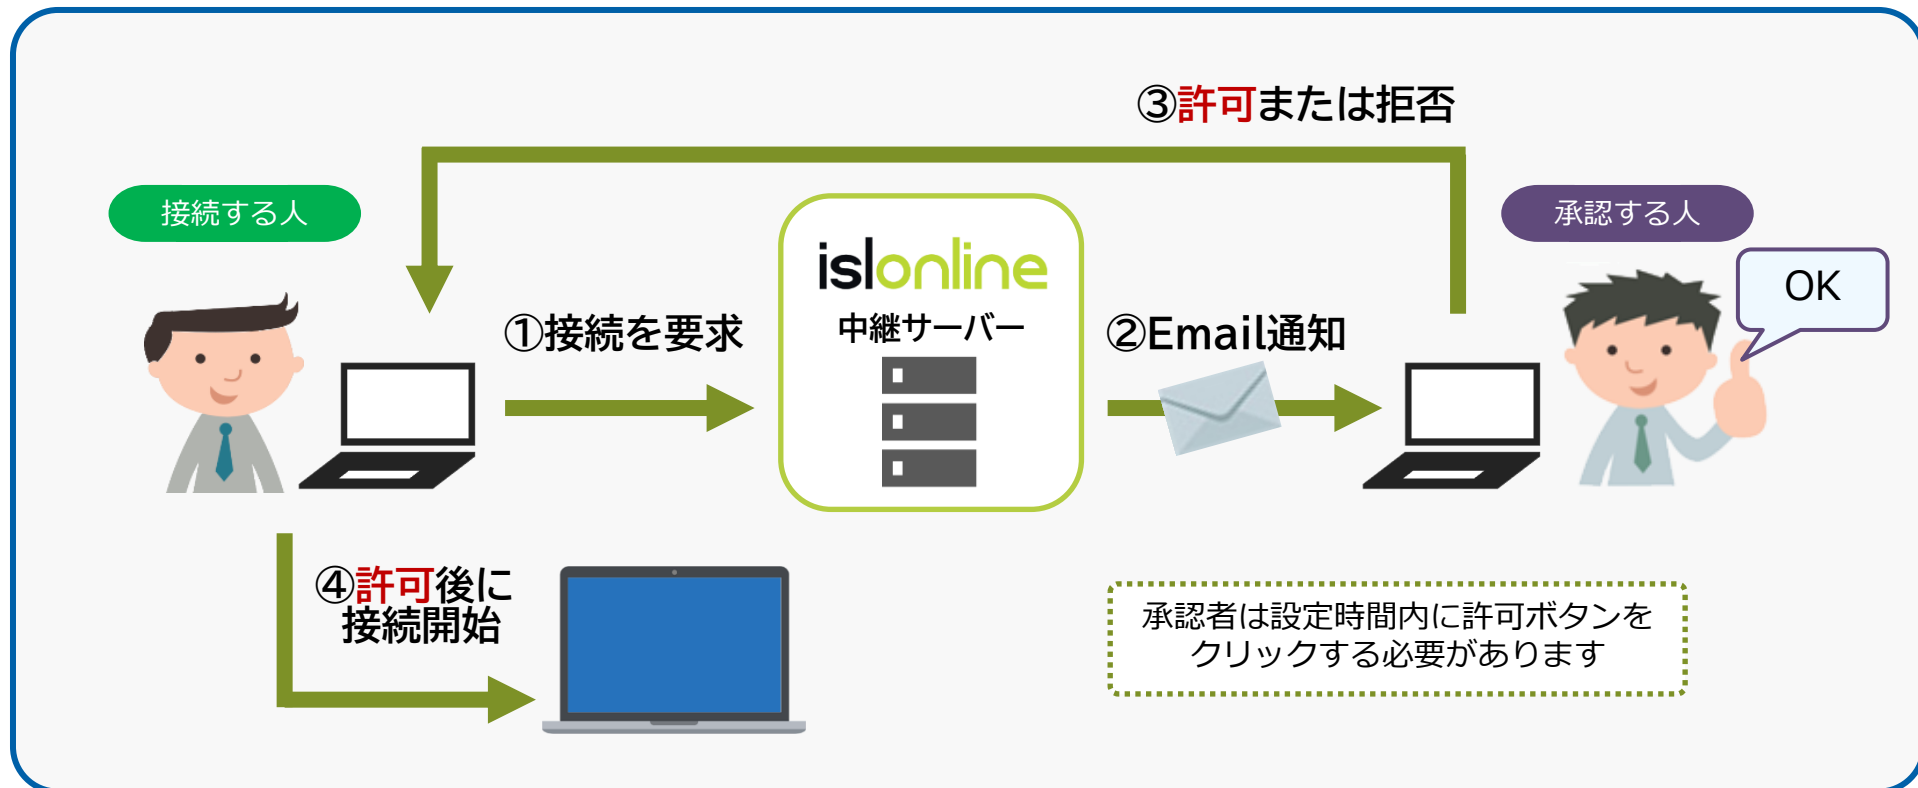 ③許可または拒否
接続する人
承認する人
islonline
OK
①接続を要求
中継サーバー
②Email通知
④許可後に
接続開始
承認者は設定時間内に許可ボタンを
クリックする必要があります